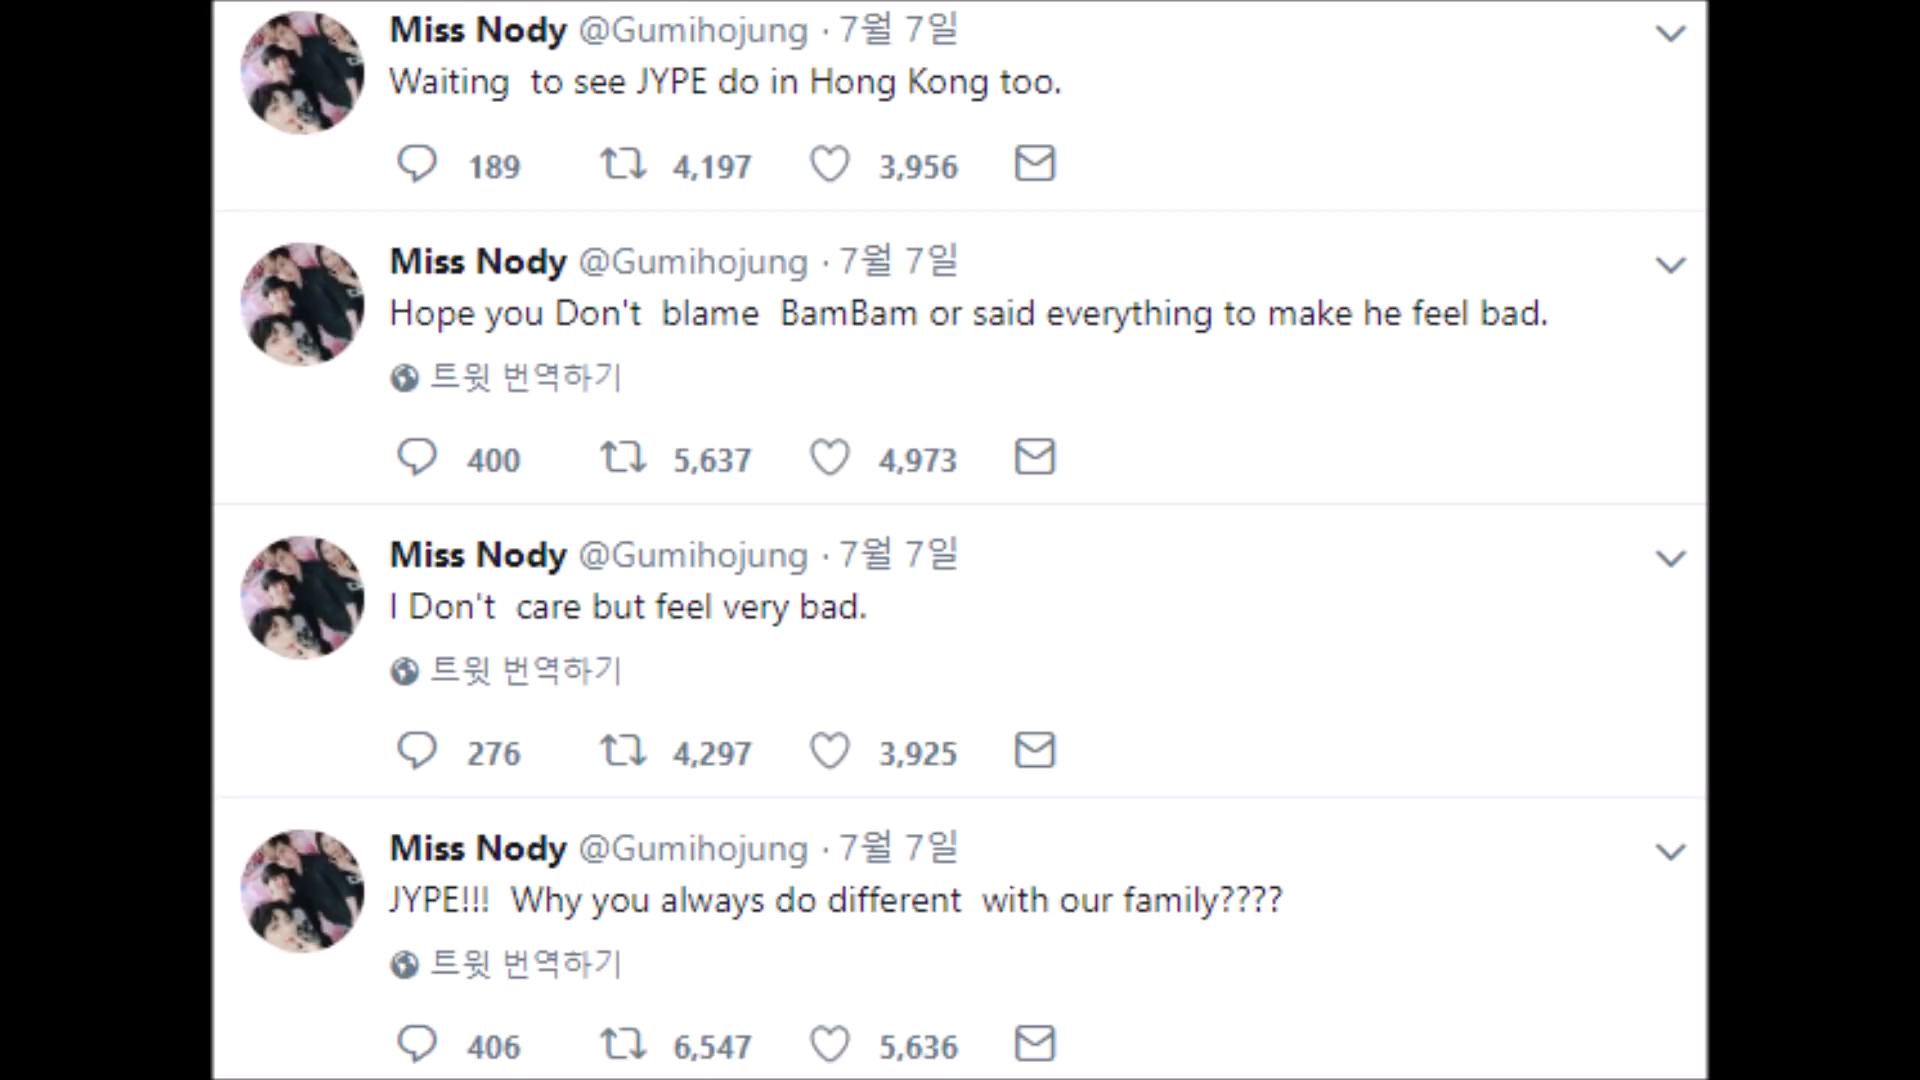 Miss Nody @Gumihojung · 7월 7일
Waiting  to see JYPE do in Hong Kong too.
189 4,197 3,956
Miss Nody @Gumihojung · 7월 7일
Hope you Don't  blame  BamBam or said everything to make he feel bad.
트윗 번역하기
400 5,637 4,973
Miss Nody @Gumihojung · 7월 7일
I Don't  care but feel very bad.
트윗 번역하기
276 4,297 3,925
Miss Nody @Gumihojung · 7월 7일
JYPE!!!  Why you always do different  with our family????
트윗 번역하기
406 6,547 5,636